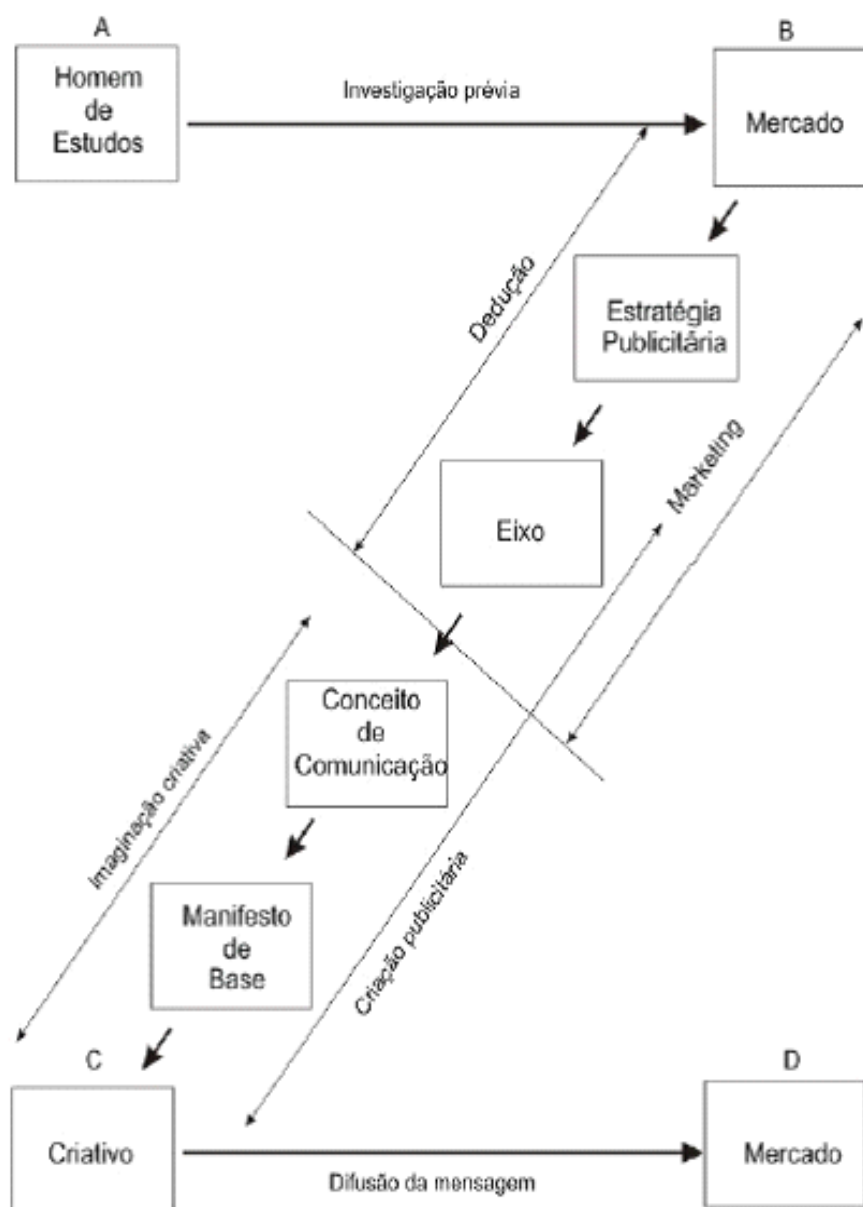 A
B
Homem
de
Estudos
Investigação prévia
Mercado
Dedução
Estratégia
Publicitária
Marketing
Eixo
Conceito
de
Comunicação
Imaginação criativa
Criação publicitária
Manifesto
de
Base
C
D
Criativo
Difusão da mensagem
Mercado